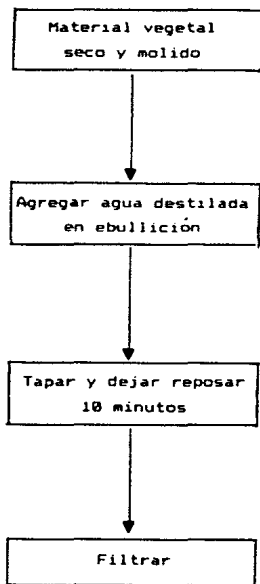 Material vegetal
seco y molido
Agregar agua destilada
en ebullición
Tapar y dejar reposar
10 minutos
Filtrar